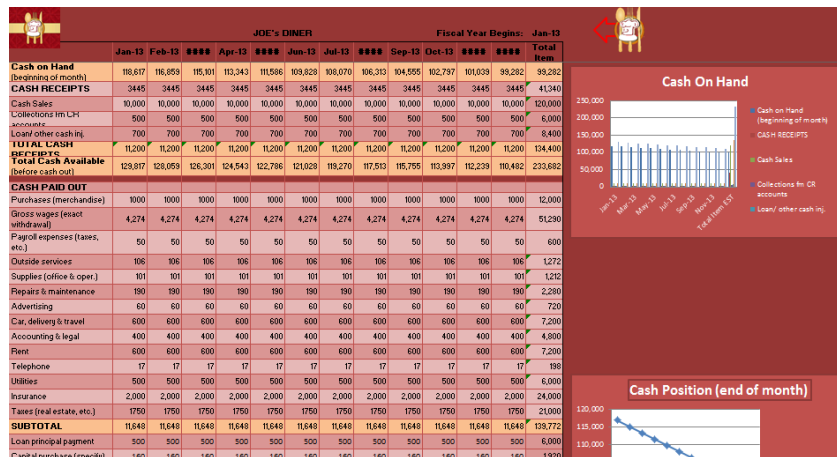 JOE's DINER Fiscal Year Begins: Jan-13
Jan-13 Feb-13 #### Apr-13 #### Jun-13 Jul-13 #### Sep-13 Oct-13 #### #### Total Item
Cash on Hand (beginning of month) 118,617 116,859 115,101 113,343 111,586 109,828 108,070 106,313 104,555 102,797 101,039 99,282 99,282
CASH RECEIPTS 3445 3445 3445 3445 3445 3445 3445 3445 3445 3445 3445 3445 41,340
Cash Sales 10,000 10,000 10,000 10,000 10,000 10,000 10,000 10,000 10,000 10,000 10,000 10,000 120,000
Collections fm CR accounts 500 500 500 500 500 500 500 500 500 500 500 500 6,000
Loan/ other cash inj. 700 700 700 700 700 700 700 700 700 700 700 700 8,400
TOTAL CASH RECEIPTS 11,200 11,200 11,200 11,200 11,200 11,200 11,200 11,200 11,200 11,200 11,200 11,200 134,400
Total Cash Available (before cash out) 129,817 128,059 126,301 124,543 122,786 121,028 119,270 117,513 115,755 113,997 112,239 110,482 233,682
CASH PAID OUT
Purchases (merchandise) 1000 1000 1000 1000 1000 1000 1000 1000 1000 1000 1000 1000 12,000
Gross wages (exact withdrawal) 4,274 4,274 4,274 4,274 4,274 4,274 4,274 4,274 4,274 4,274 4,274 4,274 51,290
Payroll expenses (taxes, etc.) 50 50 50 50 50 50 50 50 50 50 50 50 600
Outside services 106 106 106 106 106 106 106 106 106 106 106 106 1,272
Supplies (office & oper.) 101 101 101 101 101 101 101 101 101 101 101 101 1,212
Repairs & maintenance 190 190 190 190 190 190 190 190 190 190 190 190 2,280
Advertising 60 60 60 60 60 60 60 60 60 60 60 60 720
Car, delivery & travel 600 600 600 600 600 600 600 600 600 600 600 600 7,200
Accounting & legal 400 400 400 400 400 400 400 400 400 400 400 400 4,800
Rent 600 600 600 600 600 600 600 600 600 600 600 600 7,200
Telephone 17 17 17 17 17 17 17 17 17 17 17 17 198
Utilities 500 500 500 500 500 500 500 500 500 500 500 500 6,000
Insurance 2,000 2,000 2,000 2,000 2,000 2,000 2,000 2,000 2,000 2,000 2,000 2,000 24,000
Taxes (real estate, etc.) 1750 1750 1750 1750 1750 1750 1750 1750 1750 1750 1750 1750 21,000
SUBTOTAL 11,648 11,648 11,648 11,648 11,648 11,648 11,648 11,648 11,648 11,648 11,648 11,648 139,772
Loan principal payment 500 500 500 500 500 500 500 500 500 500 500 500 6,000
Capital purchase (specify) 160 160 160 160 160 160 160 160 160 160 160 160 1,920
Cash On Hand
250,000
200,000
150,000
100,000
50,000
0
Jan-13 Mar-13 May-13 Jul-13 Sep-13 Nov-13 Total Item EST
Cash on Hand (beginning of month)
CASH RECEIPTS
Cash Sales
Collections fm CR accounts
Loan/ other cash inj.
Cash Position (end of month)
120,000
115,000
110,000